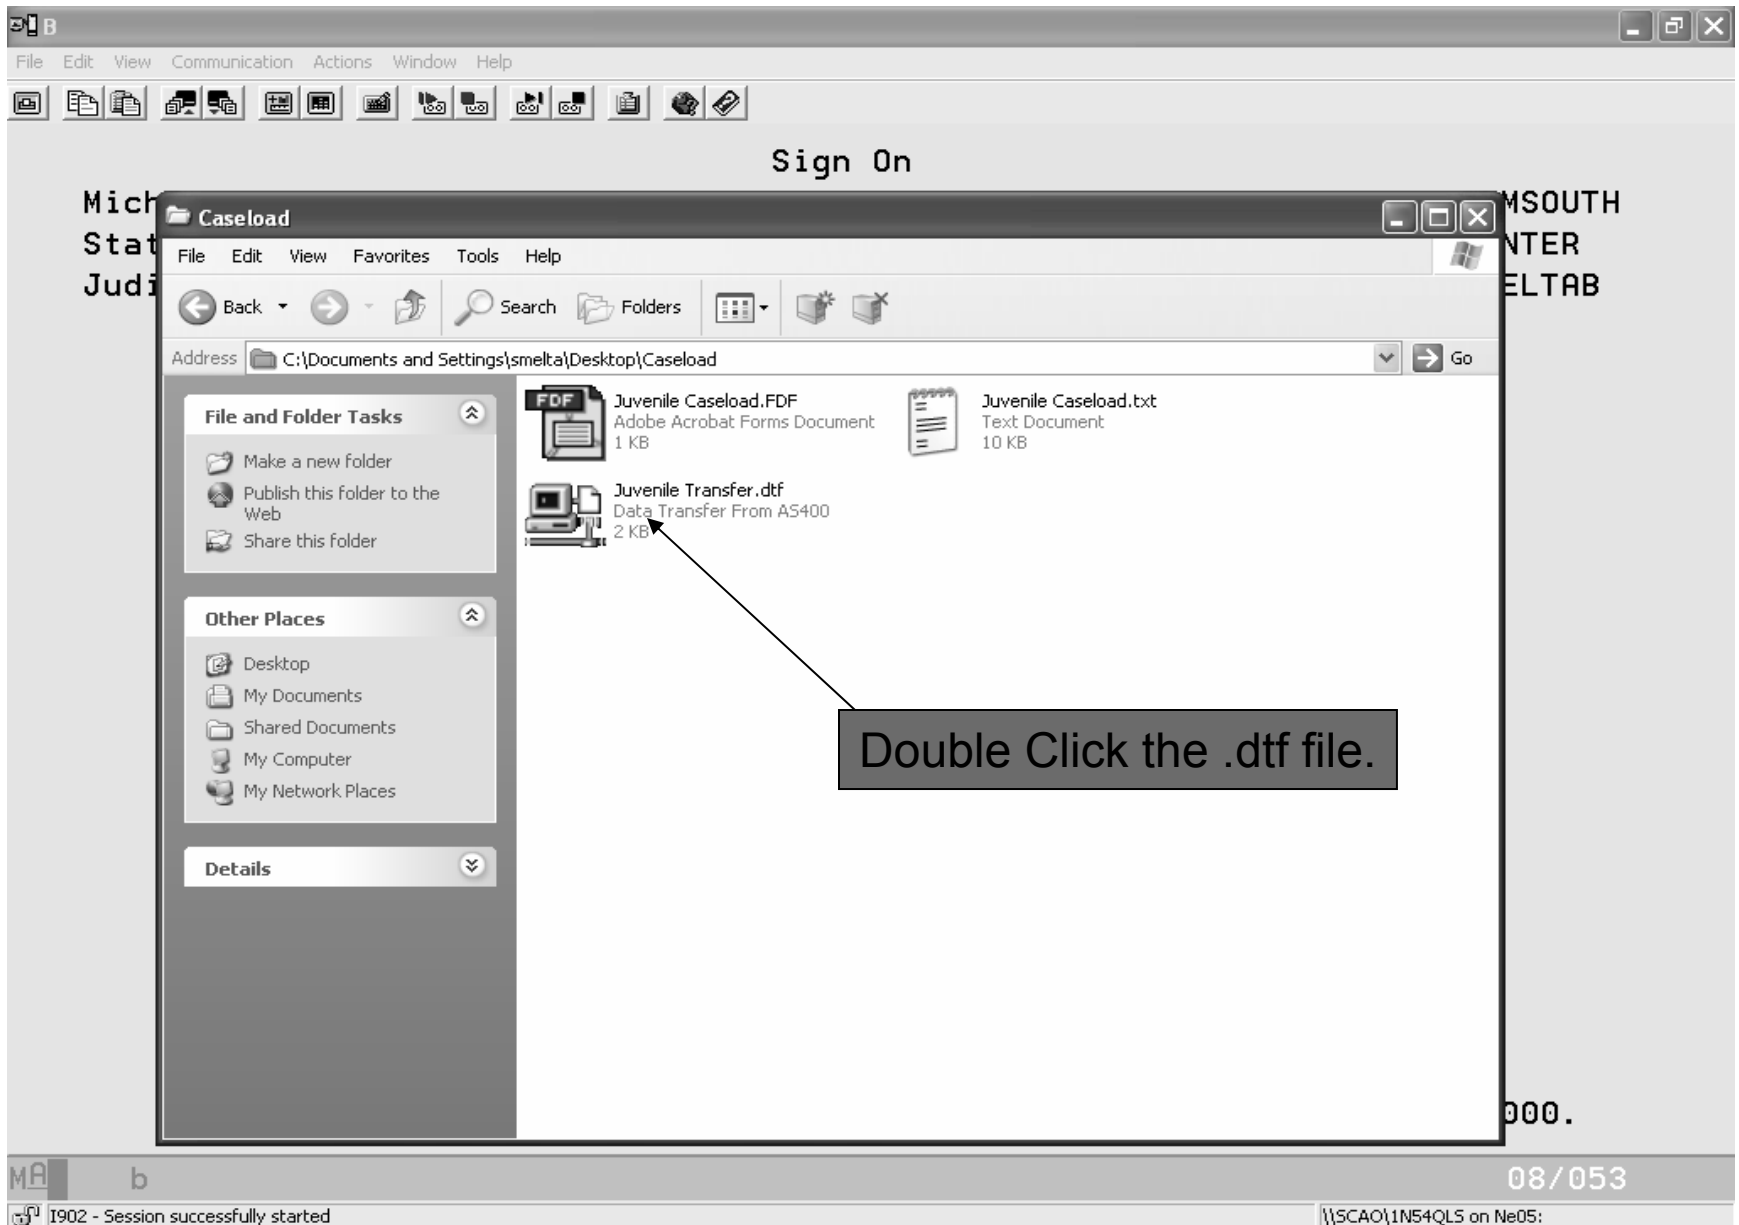 B
File Edit View Communication Actions Window Help
Sign On
Mich MSOUTH
Stat NTER
Judi ELTAB
Caseload
File Edit View Favorites Tools Help
Back Search Folders
Address C:\Documents and Settings\smelta\Desktop\Caseload Go
File and Folder Tasks
Make a new folder
Publish this folder to the
Web
Share this folder
Other Places
Desktop
My Documents
Shared Documents
My Computer
My Network Places
Details
FDF
Juvenile Caseload.FDF
Adobe Acrobat Forms Document
1 KB
Juvenile Caseload.txt
Text Document
10 KB
Juvenile Transfer.dtf
Data Transfer From AS400
2 KB
Double Click the .dtf file.
000.
MA b 08/053
I902 - Session successfully started \\SCAO\1N54QLS on Ne05: